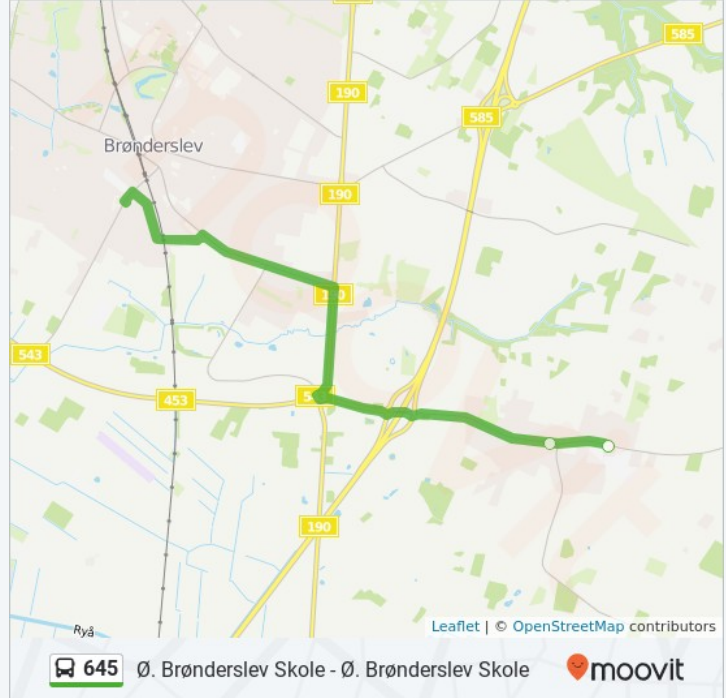 585
190
585
Brønderslev
190
543
453
190
Ryå
Leaflet | © OpenStreetMap contributors
645 Ø. Brønderslev Skole - Ø. Brønderslev Skole moovit